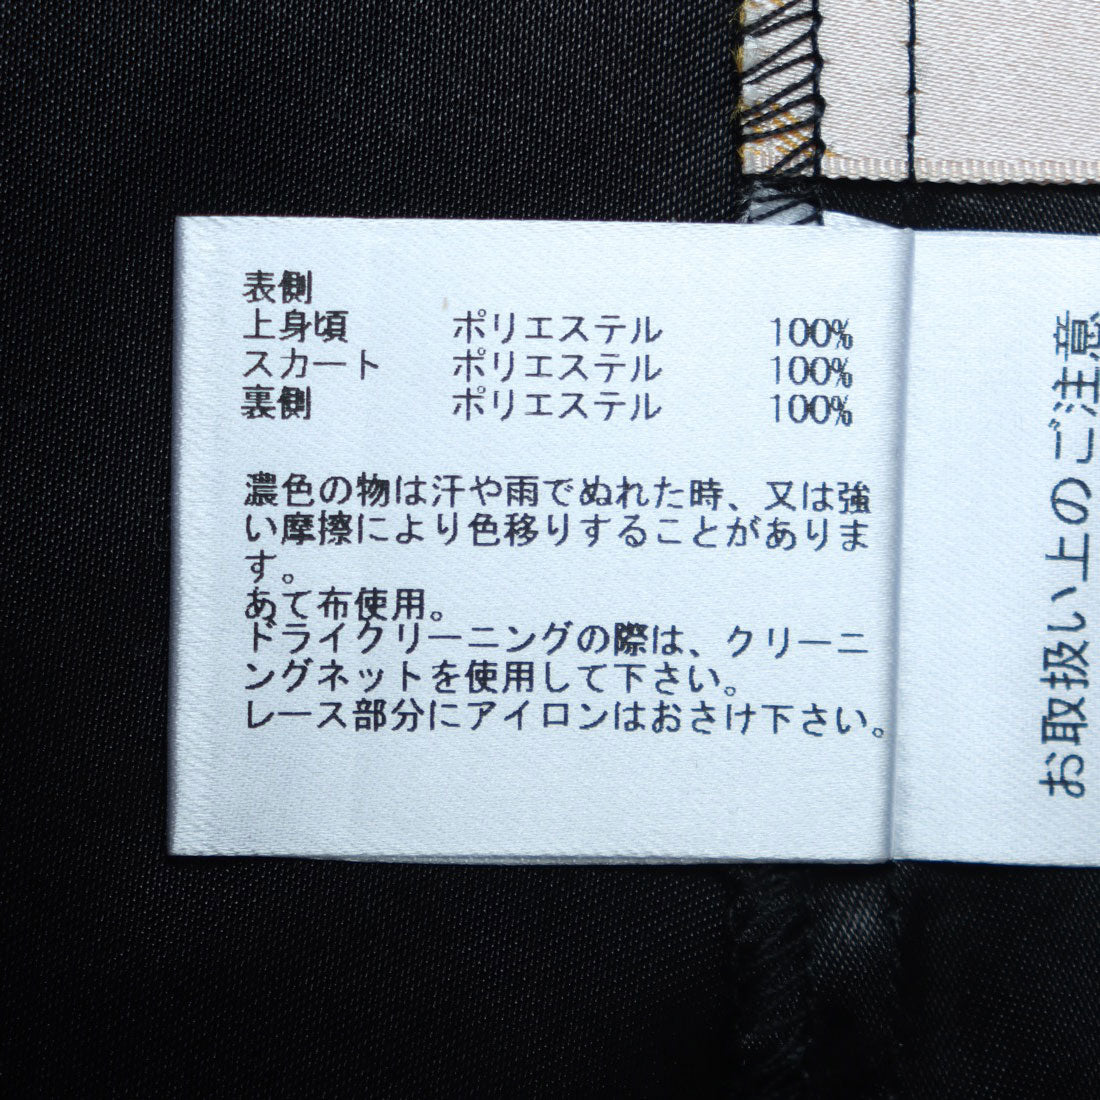 表側
上身頃 ポリエステル 100%
スカート ポリエステル 100%
裏側 ポリエステル 100%
濃色の物は汗や雨でぬれた時、又は強
い摩擦により色移りすることがありま
す。
あて布使用。
ドライクリーニングの際は、クリーニ
ングネットを使用して下さい。
レース部分にアイロンはおさけ下さい。
お取扱い上のご注意